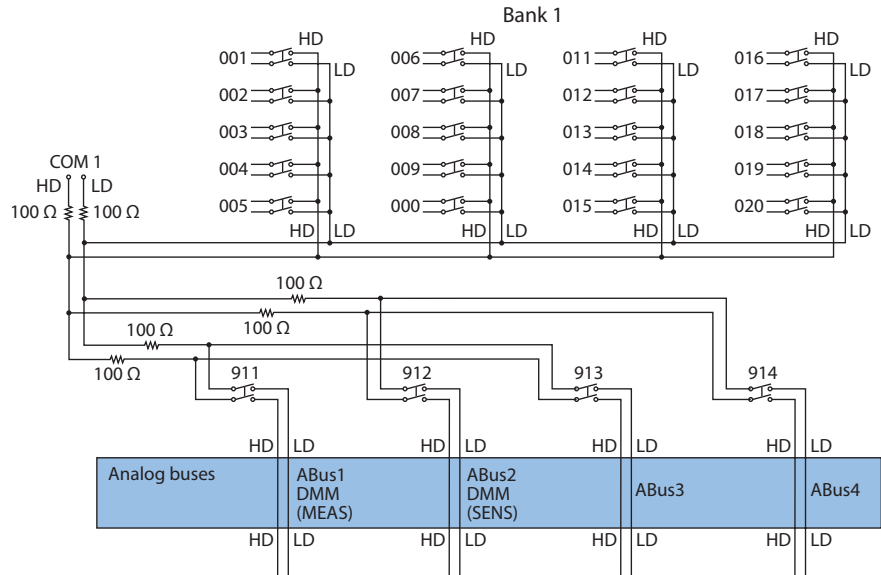 Bank 1
HD HD HD HD
001 LD 006 LD 011 LD 016 LD
002 007 012 017
003 008 013 018
COM 1
004 009 014 019
HD LD
100 Ω 100 Ω
005 000 015 020
HD LD HD LD HD LD HD LD
100 Ω
100 Ω
100 Ω
100 Ω
911 912 913 914
HD LD HD LD HD LD HD LD
Analog buses
ABus1
DMM
(MEAS)
ABus2
DMM
(SENS)
ABus3
ABus4
HD LD HD LD HD LD HD LD